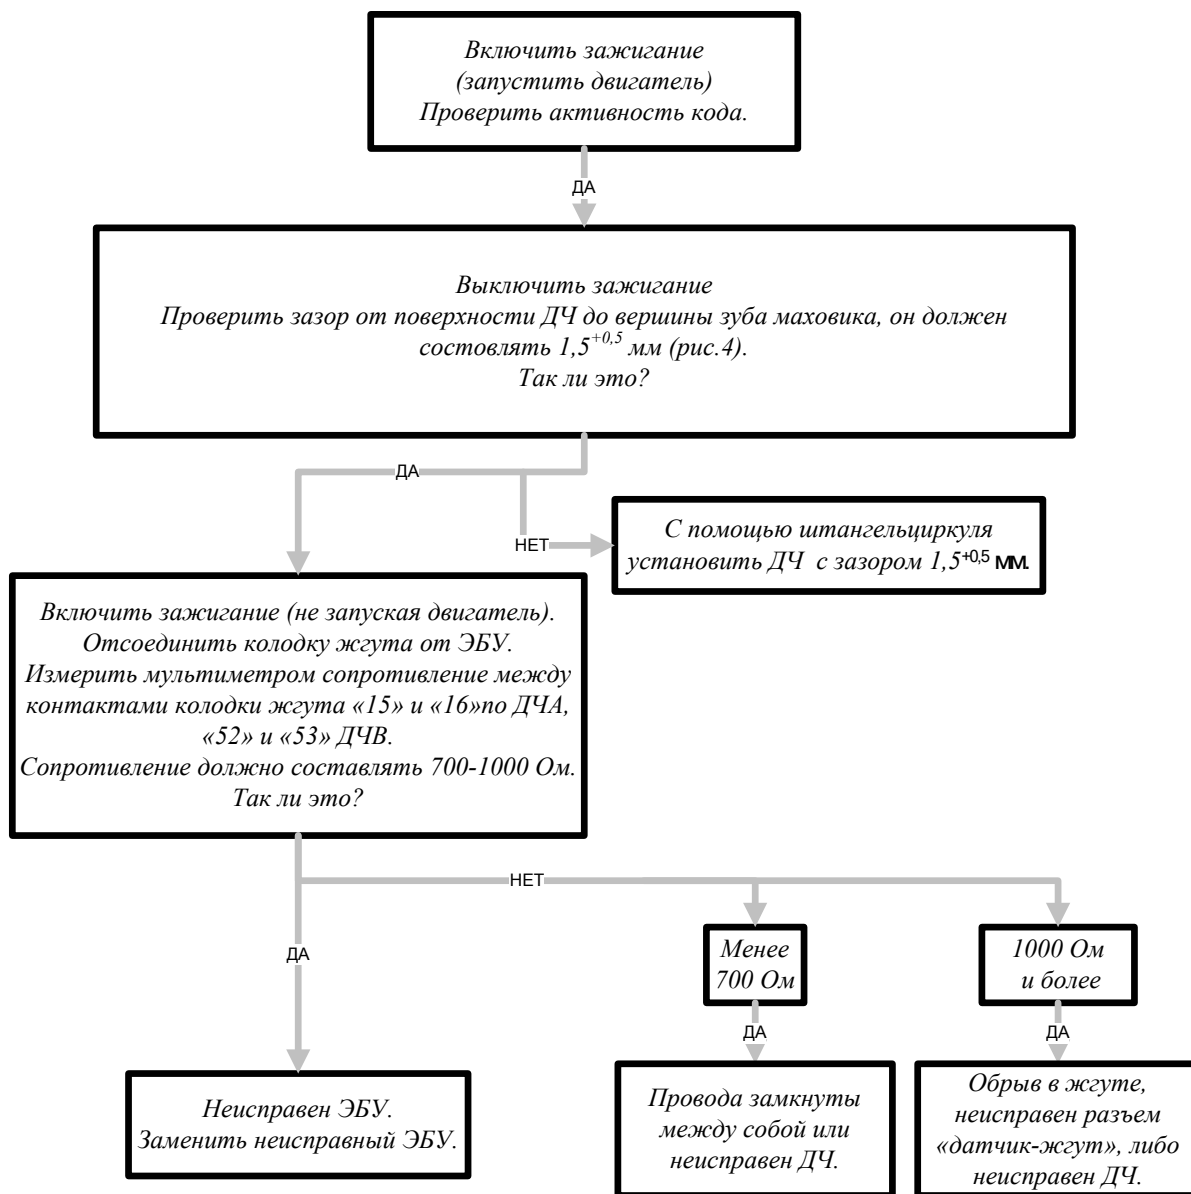 Включить зажигание
(запустить двигатель)
Проверить активность кода.
ДА
Выключить зажигание
Проверить зазор от поверхности ДЧ до вершины зуба маховика, он должен
состовлять 1,5+0,5 мм (рис.4).
Так ли это?
ДА
НЕТ
С помощью штангельциркуля
установить ДЧ с зазором 1,5+0,5 мм.
Включить зажигание (не запуская двигатель).
Отсоединить колодку жгута от ЭБУ.
Измерить мультиметром сопротивление между
контактами колодки жгута «15» и «16»по ДЧА,
«52» и «53» ДЧВ.
Сопротивление должно составлять 700-1000 Ом.
Так ли это?
НЕТ
ДА
Менее
700 Ом
1000 Ом
и более
ДА
ДА
Неисправен ЭБУ.
Заменить неисправный ЭБУ.
Провода замкнуты
между собой или
неисправен ДЧ.
Обрыв в жгуте,
неисправен разъем
«датчик-жгут», либо
неисправен ДЧ.